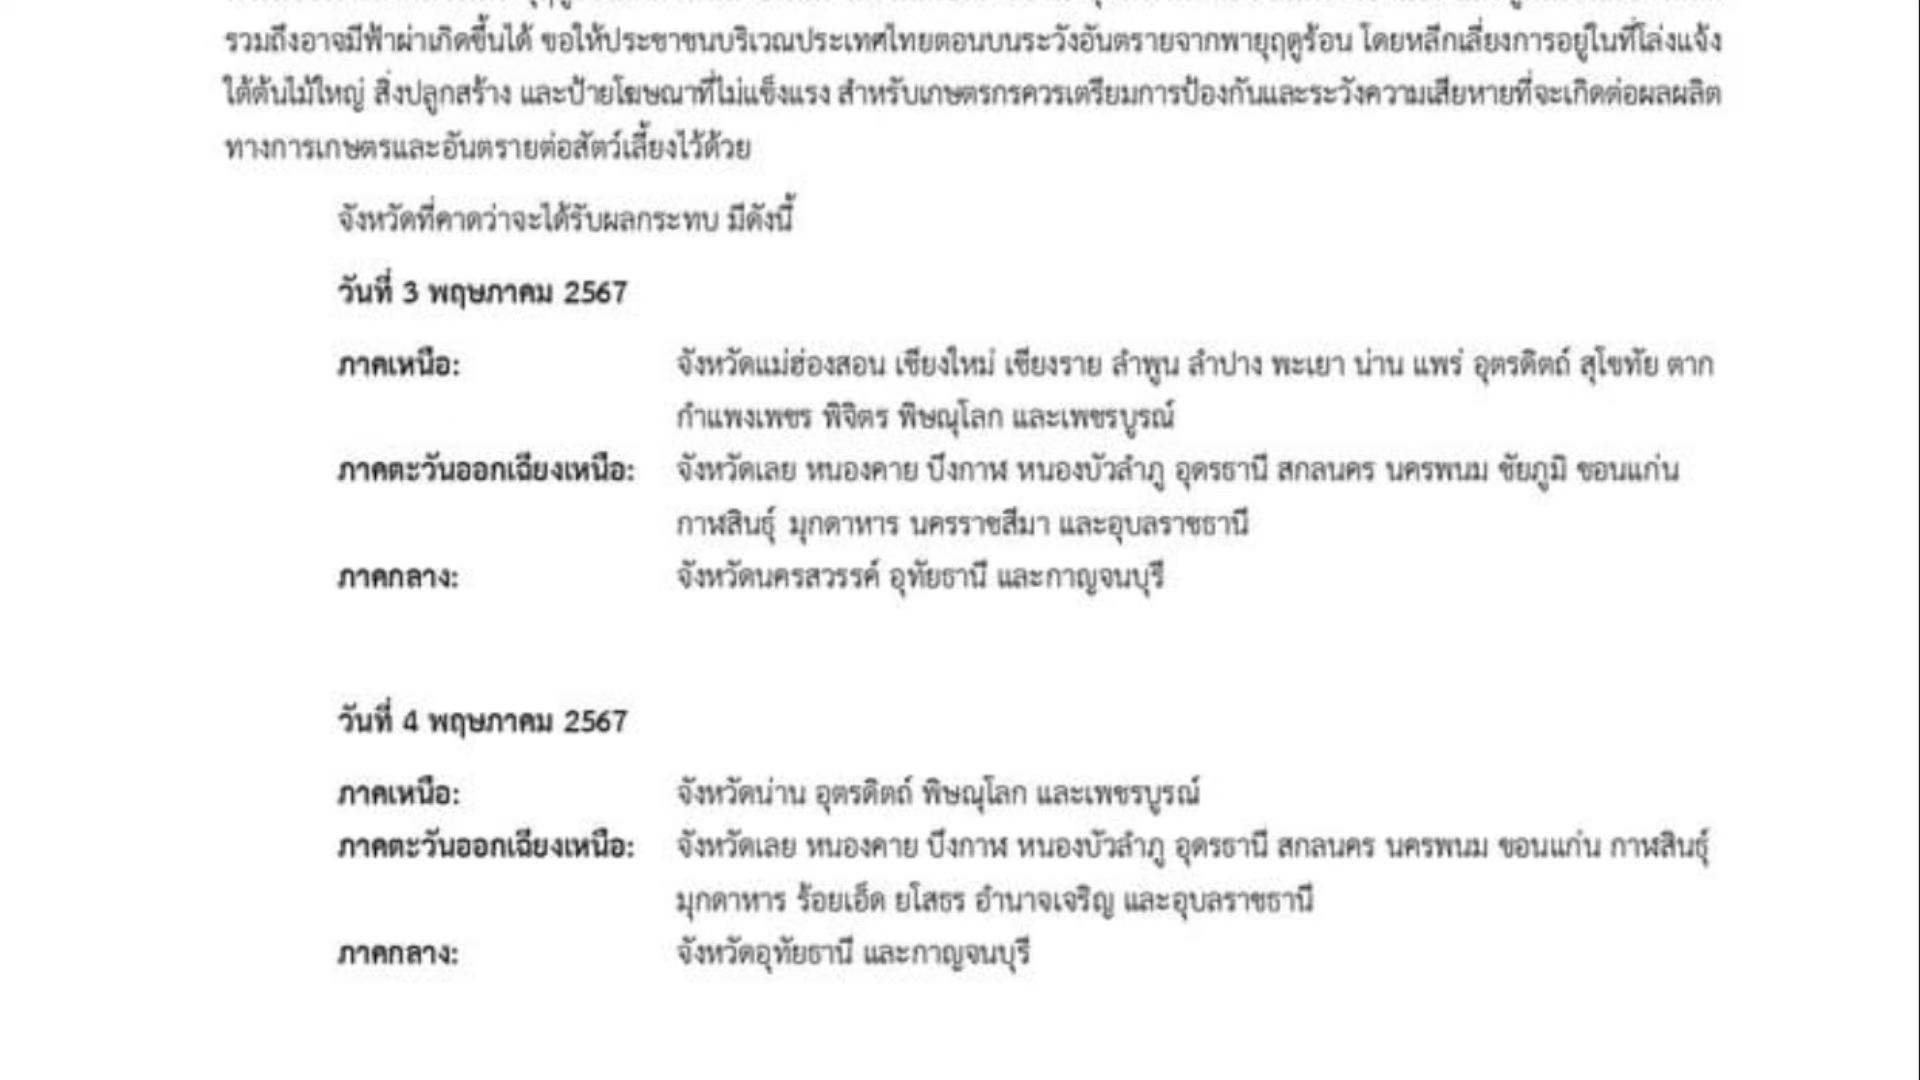 รวมถึงอาจมีฟ้าผ่าเกิดขึ้นได้ ขอให้ประชาชนบริเวณประเทศไทยตอนบนระวังอันตรายจากพายุฤดูร้อน โดยหลีกเลี่ยงการอยู่ในที่โล่งแจ้ง
ใต้ต้นไม้ใหญ่ สิ่งปลูกสร้าง และป้ายโฆษณาที่ไม่แข็งแรง สำหรับเกษตรกรควรเตรียมการป้องกันและระวังความเสียหายที่จะเกิดต่อผลผลิต
ทางการเกษตรและอันตรายต่อสัตว์เลี้ยงไว้ด้วย
จังหวัดที่คาดว่าจะได้รับผลกระทบ มีดังนี้
วันที่ 3 พฤษภาคม 2567
ภาคเหนือ: จังหวัดแม่ฮ่องสอน เชียงใหม่ เชียงราย ลำพูน ลำปาง พะเยา น่าน แพร่ อุตรดิตถ์ สุโขทัย ตาก
กำแพงเพชร พิจิตร พิษณุโลก และเพชรบูรณ์
ภาคตะวันออกเฉียงเหนือ: จังหวัดเลย หนองคาย บึงกาฬ หนองบัวลำภู อุดรธานี สกลนคร นครพนม ชัยภูมิ ขอนแก่น
กาฬสินธุ์ มุกดาหาร นครราชสีมา และอุบลราชธานี
ภาคกลาง: จังหวัดนครสวรรค์ อุทัยธานี และกาญจนบุรี
วันที่ 4 พฤษภาคม 2567
ภาคเหนือ: จังหวัดน่าน อุตรดิตถ์ พิษณุโลก และเพชรบูรณ์
ภาคตะวันออกเฉียงเหนือ: จังหวัดเลย หนองคาย บึงกาฬ หนองบัวลำภู อุดรธานี สกลนคร นครพนม ขอนแก่น กาฬสินธุ์
มุกดาหาร ร้อยเอ็ด ยโสธร อำนาจเจริญ และอุบลราชธานี
ภาคกลาง: จังหวัดอุทัยธานี และกาญจนบุรี